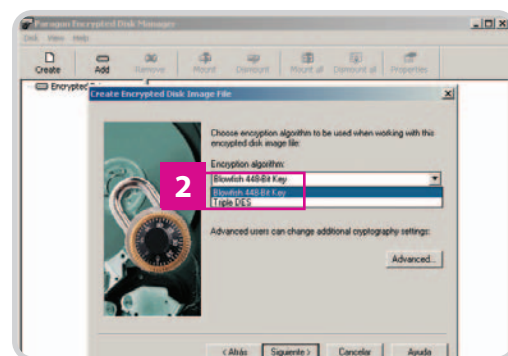 Paragon Encrypted Disk Manager
Disk View Help
Create Add Remove Mount Dismount Mount all Dismount all Properties
Encrypted
Create Encrypted Disk Image File
Choose encryption algorithm to be used when working with this
encrypted disk image file:
Encryption algorithm:
Blowfish 448-Bit Key
2
Blowfish 448-Bit Key
Triple DES
Advanced users can change additional cryptography settings:
Advanced...
< Atrás Siguiente > Cancelar Ayuda